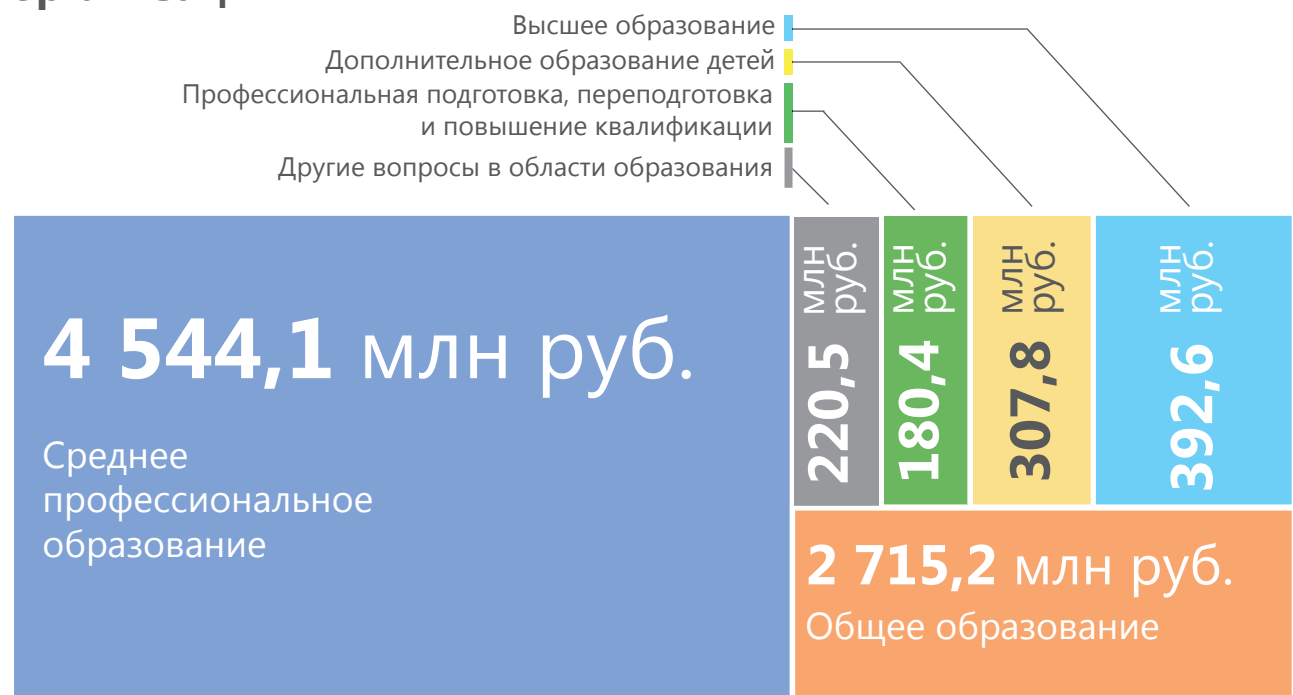 Высшее образование
Дополнительное образование детей
Профессиональная подготовка, переподготовка
и повышение квалификации
Другие вопросы в области образования
4 544,1 млн руб.
Среднее
профессиональное
образование
220,5 млн
руб.
180,4 млн
руб.
307,8 млн
руб.
392,6 млн
руб.
2 715,2 млн руб.
Общее образование